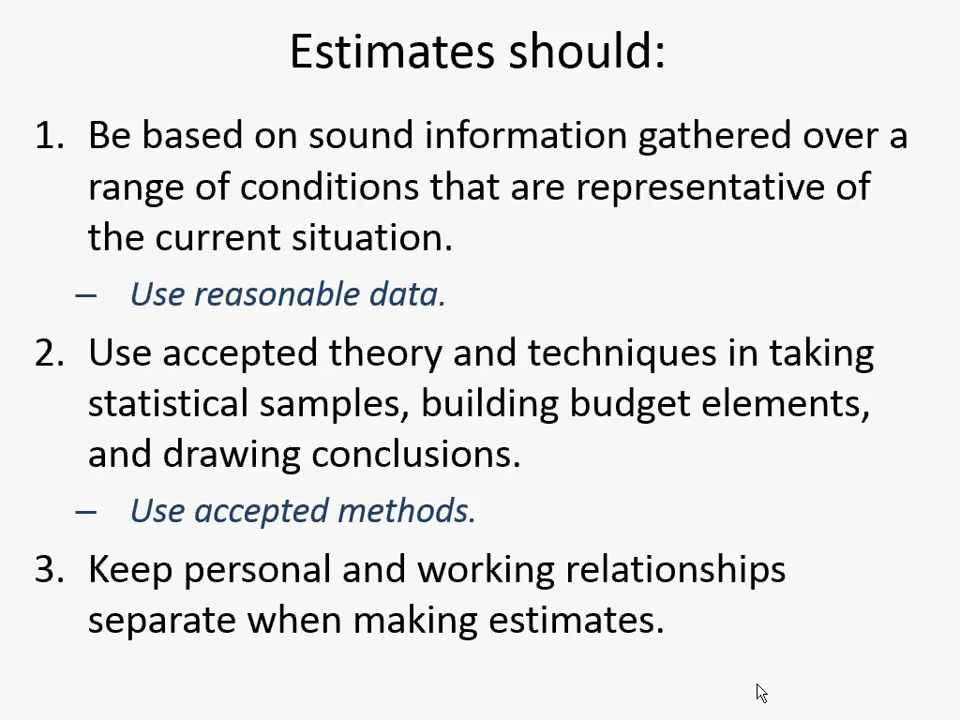 Estimates should:
1. Be based on sound information gathered over a
range of conditions that are representative of
the current situation.
– Use reasonable data.
2. Use accepted theory and techniques in taking
statistical samples, building budget elements,
and drawing conclusions.
– Use accepted methods.
3. Keep personal and working relationships
separate when making estimates.